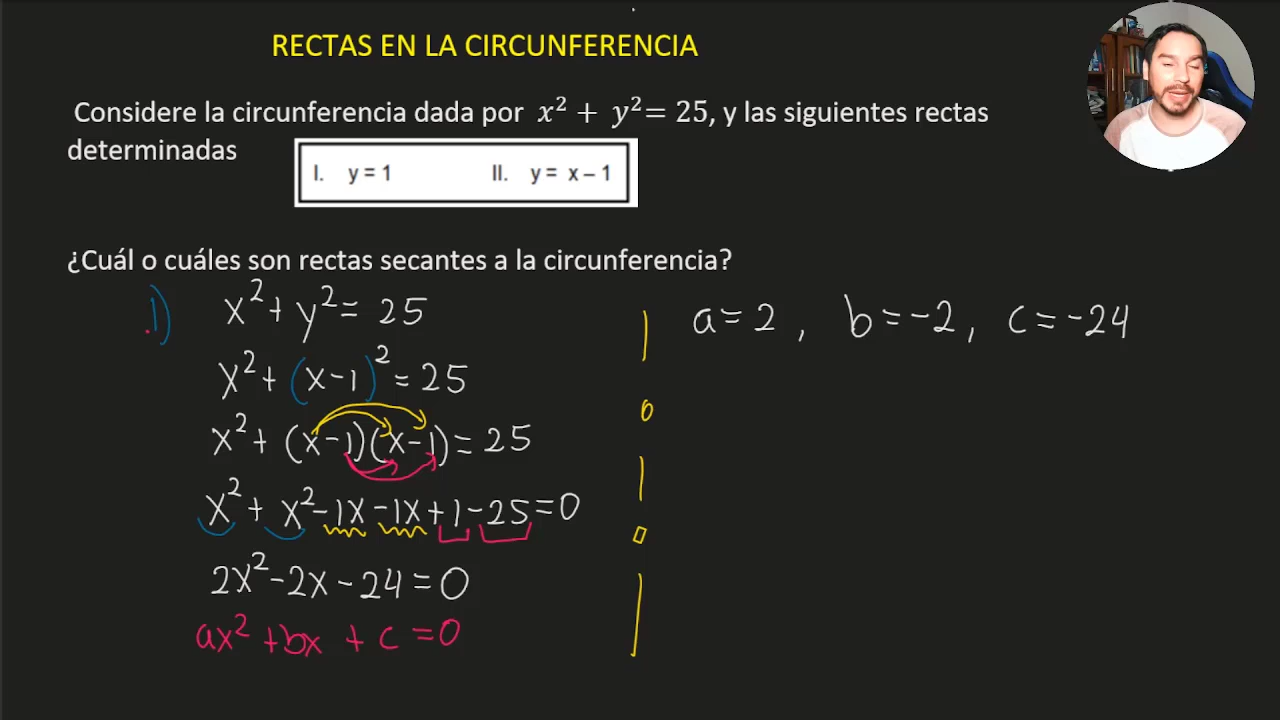 RECTAS EN LA CIRCUNFERENCIA
Considere la circunferencia dada por x² + y² = 25, y las siguientes rectas
determinadas
I. y = 1 II. y = x – 1
¿Cuál o cuáles son rectas secantes a la circunferencia?
1) x² + y² = 25
x² + (x-1)² = 25
x² + (x-1)(x-1) = 25
x² + x² -1x -1x +1 -25 = 0
2x² -2x -24 = 0
ax² + bx + c = 0
a = 2 , b = -2 , c = -24